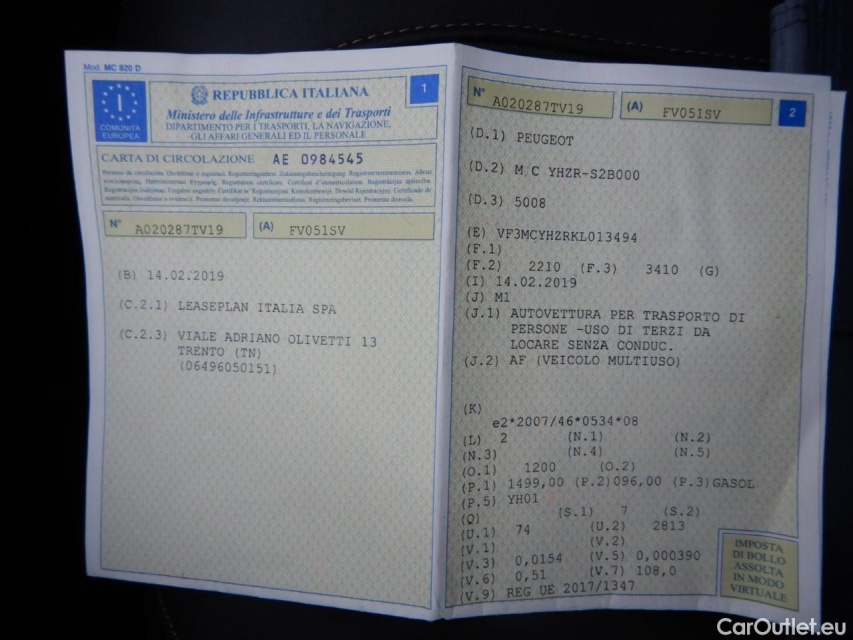 Mod. MC 820 D
I
COMUNITÀ
EUROPEA
REPUBBLICA ITALIANA
Ministero delle Infrastrutture e dei Trasporti
DIPARTIMENTO PER I TRASPORTI, LA NAVIGAZIONE,
GLI AFFARI GENERALI ED IL PERSONALE
1
CARTA DI CIRCOLAZIONE AE 0984545
N° A020287TV19 (A) FV051SV
(B) 14.02.2019
(C.2.1) LEASEPLAN ITALIA SPA
(C.2.3) VIALE ADRIANO OLIVETTI 13
TRENTO (TN)
(06496050151)
N° A020287TV19 (A) FV051SV 2
(D.1) PEUGEOT
(D.2) M,C YHZR-S2B000
(D.3) 5008
(E) VF3MCYHZRKL013494
(F.1)
(F.2) 2210 (F.3) 3410 (G)
(I) 14.02.2019
(J) M1
(J.1) AUTOVETTURA PER TRASPORTO DI
PERSONE -USO DI TERZI DA
LOCARE SENZA CONDUC.
(J.2) AF (VEICOLO MULTIUSO)
(K)
e2*2007/46*0534*08
(L) 2 (N.1) (N.2)
(N.3) (N.4) (N.5)
(O.1) 1200 (O.2)
(P.1) 1499,00 (P.2)096,00 (P.3)GASOL
(P.5) YH01
(Q) (S.1) 7 (S.2)
(U.1) 74 (U.2) 2813
(V.1) (V.2)
(V.3) 0,0154 (V.5) 0,000390
(V.6) 0,51 (V.7) 108,0
(V.9) REG UE 2017/1347
IMPOSTA
DI BOLLO
ASSOLTA
IN MODO
VIRTUALE
CarOutlet.eu